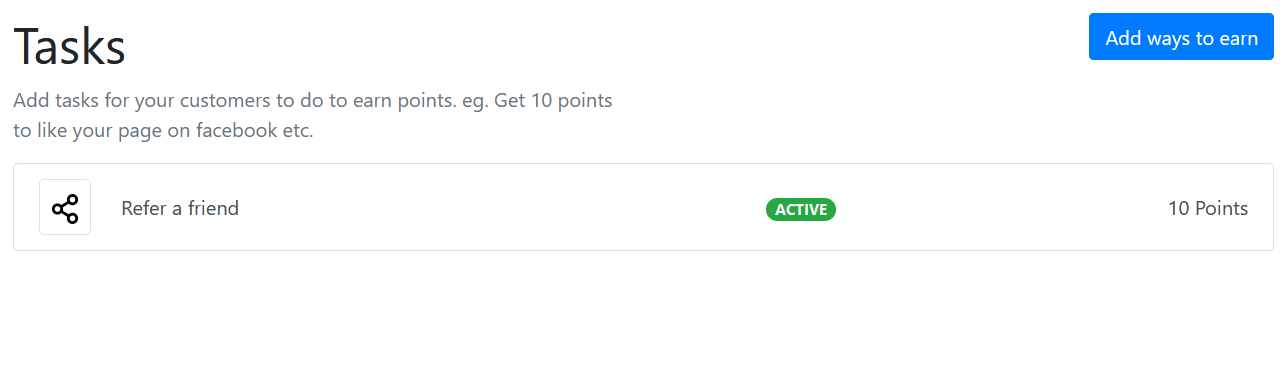 Tasks
Add ways to earn
Add tasks for your customers to do to earn points. eg. Get 10 points
to like your page on facebook etc.
Refer a friend
ACTIVE
10 Points